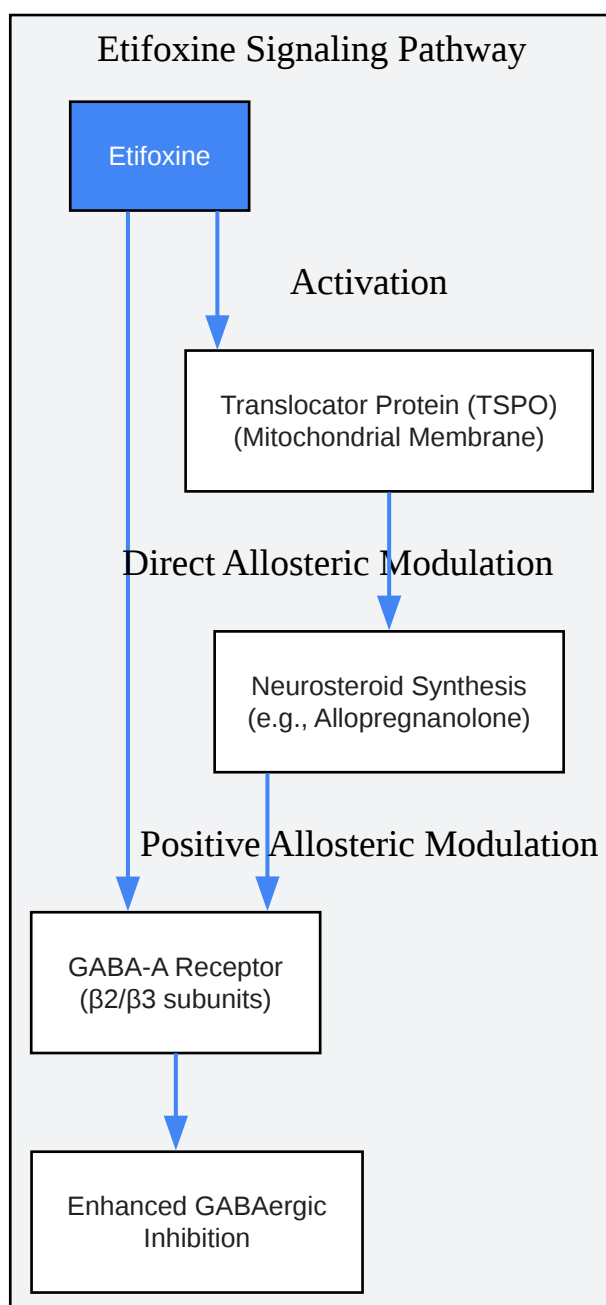 Etifoxine Signaling Pathway
Etifoxine
Activation
Translocator Protein (TSPO)
(Mitochondrial Membrane)
Direct Allosteric Modulation
Neurosteroid Synthesis
(e.g., Allopregnanolone)
Positive Allosteric Modulation
GABA-A Receptor
(β2/β3 subunits)
Enhanced GABAergic
Inhibition